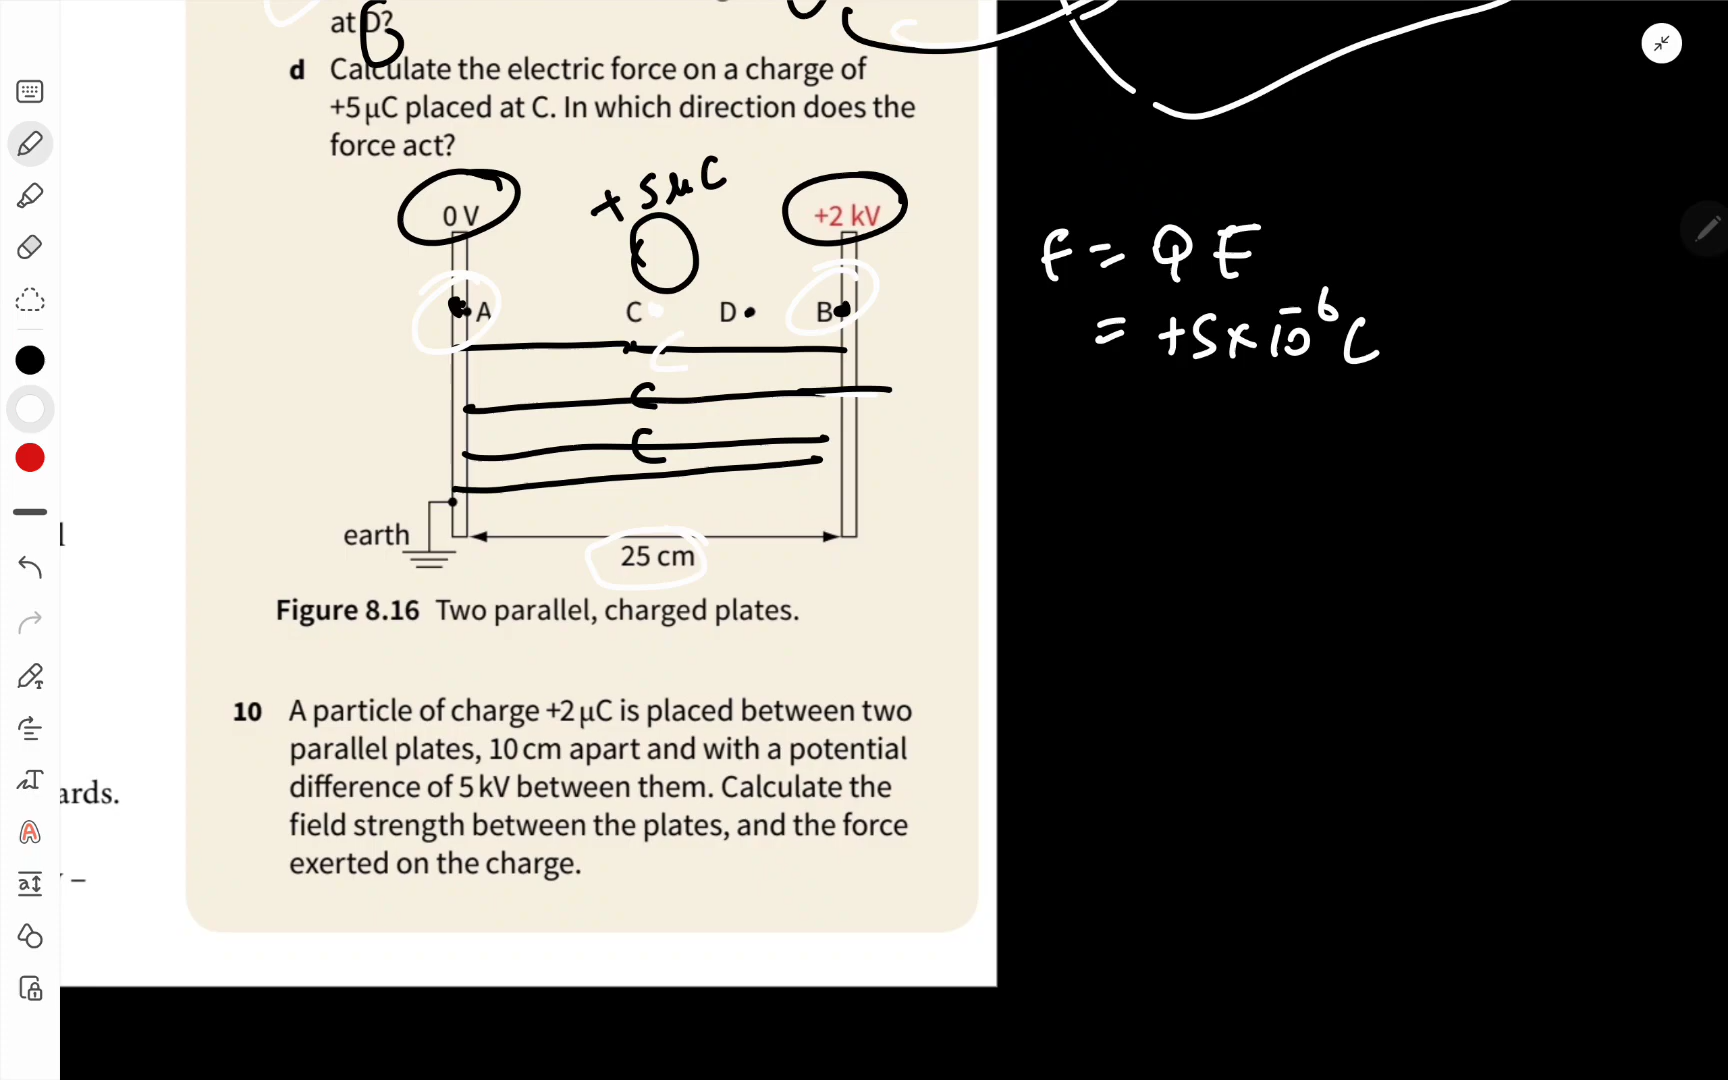 at D?
d Calculate the electric force on a charge of
+5 μC placed at C. In which direction does the
force act?
+ 5 μ C
0 V
+2 kV
A
C
D
B
C
C
C
earth
25 cm
Figure 8.16 Two parallel, charged plates.
10 A particle of charge +2 μC is placed between two
parallel plates, 10 cm apart and with a potential
difference of 5 kV between them. Calculate the
field strength between the plates, and the force
exerted on the charge.
ards.
F = Q E
= +5 × 10⁻⁶ C